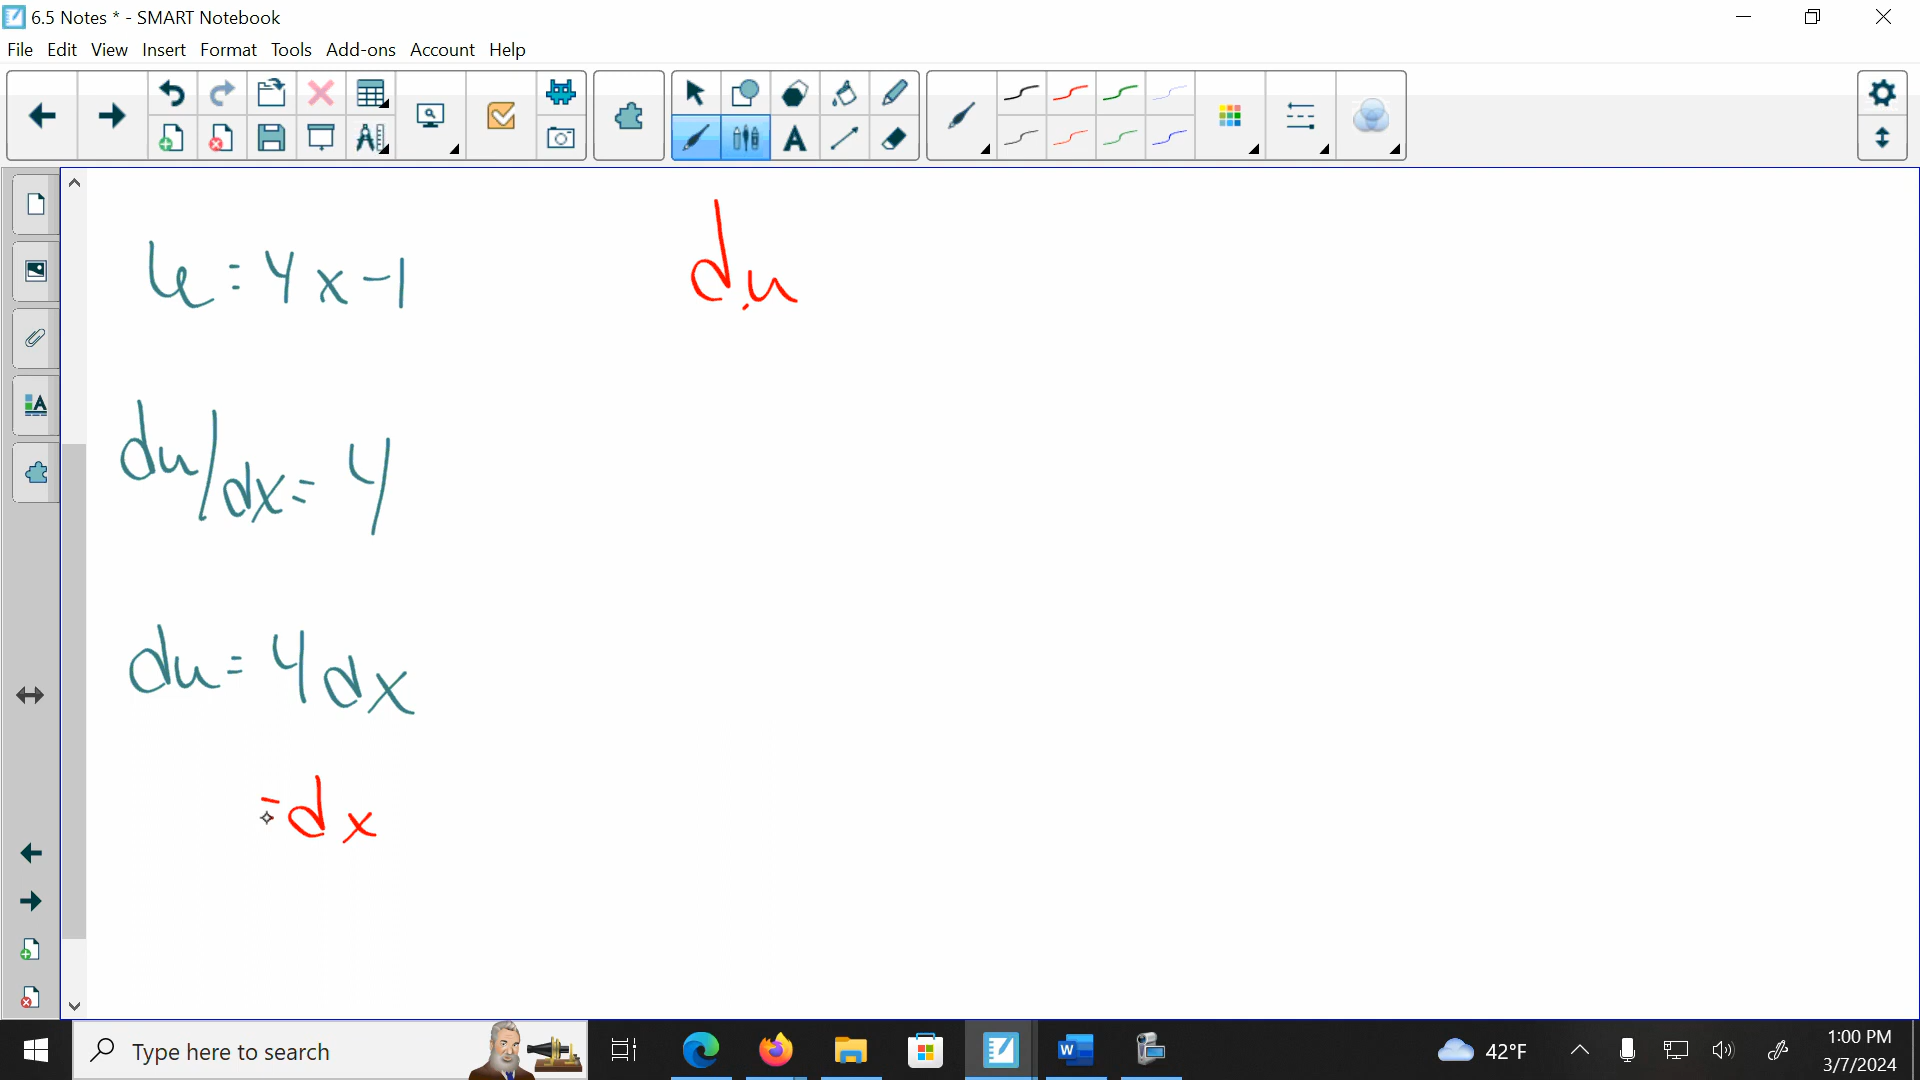 6.5 Notes * - SMART Notebook
File Edit View Insert Format Tools Add-ons Account Help
u = 4x-1
du
du/dx = 4
du = 4dx
= dx
Type here to search
42°F
1:00 PM
3/7/2024